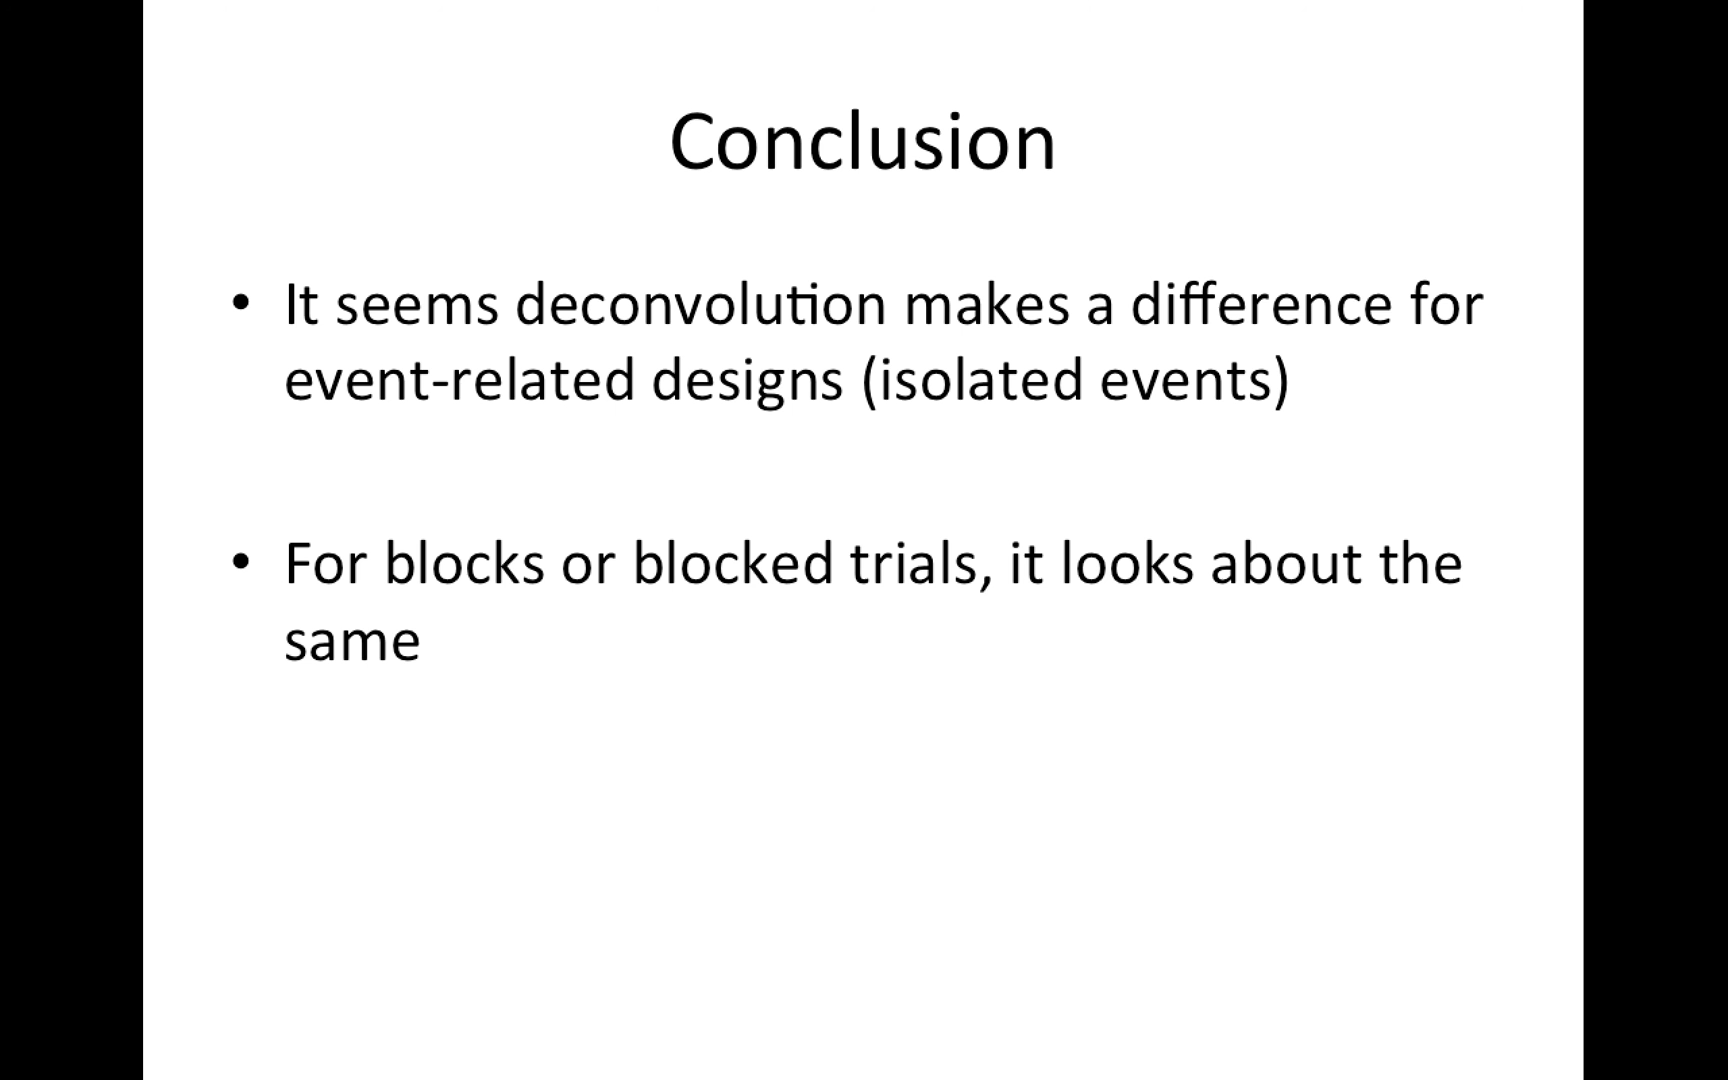 Conclusion
• It seems deconvolution makes a difference for
event-related designs (isolated events)
• For blocks or blocked trials, it looks about the
same